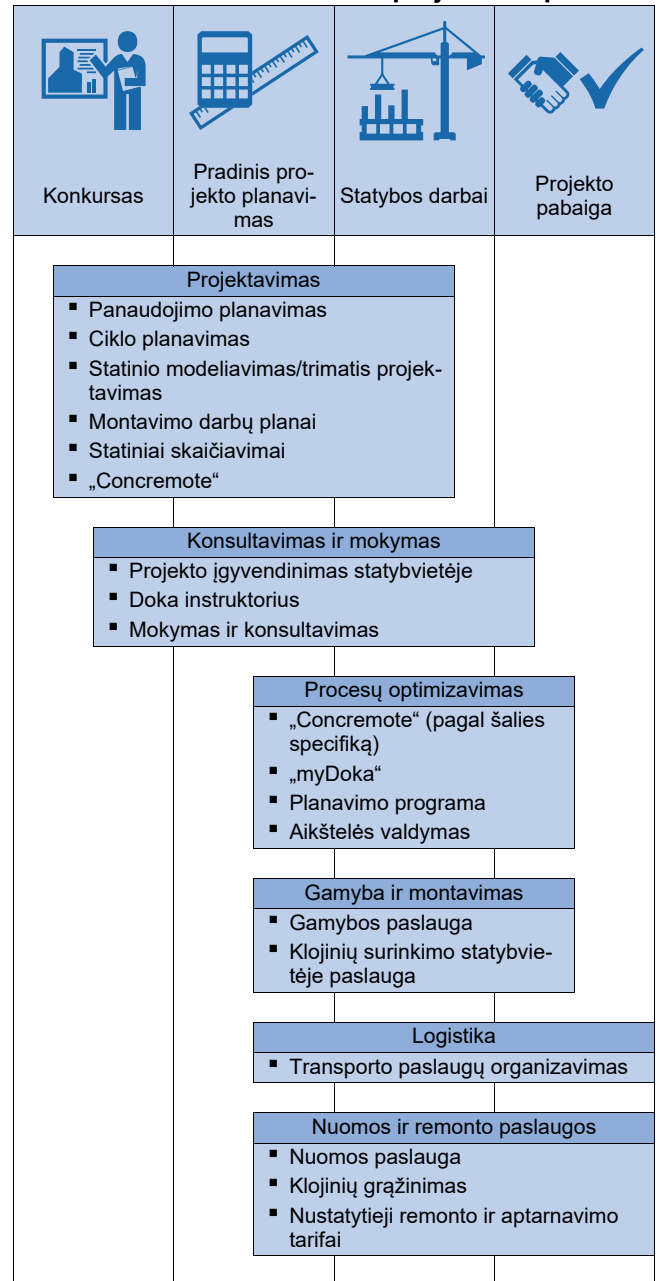 Konkursas
Pradinis pro-
jekto planavi-
mas
Statybos darbai
Projekto
pabaiga
Projektavimas
▪ Panaudojimo planavimas
▪ Ciklo planavimas
▪ Statinio modeliavimas/trimatis projek-
tavimas
▪ Montavimo darbų planai
▪ Statiniai skaičiavimai
▪ „Concremote“
Konsultavimas ir mokymas
▪ Projekto įgyvendinimas statybvietėje
▪ Doka instruktorius
▪ Mokymas ir konsultavimas
Procesų optimizavimas
▪ „Concremote“ (pagal šalies
specifiką)
▪ „myDoka“
▪ Planavimo programa
▪ Aikštelės valdymas
Gamyba ir montavimas
▪ Gamybos paslauga
▪ Klojinių surinkimo statybvie-
tėje paslauga
Logistika
▪ Transporto paslaugų organizavimas
Nuomos ir remonto paslaugos
▪ Nuomos paslauga
▪ Klojinių grąžinimas
▪ Nustatytieji remonto ir aptarnavimo
tarifai